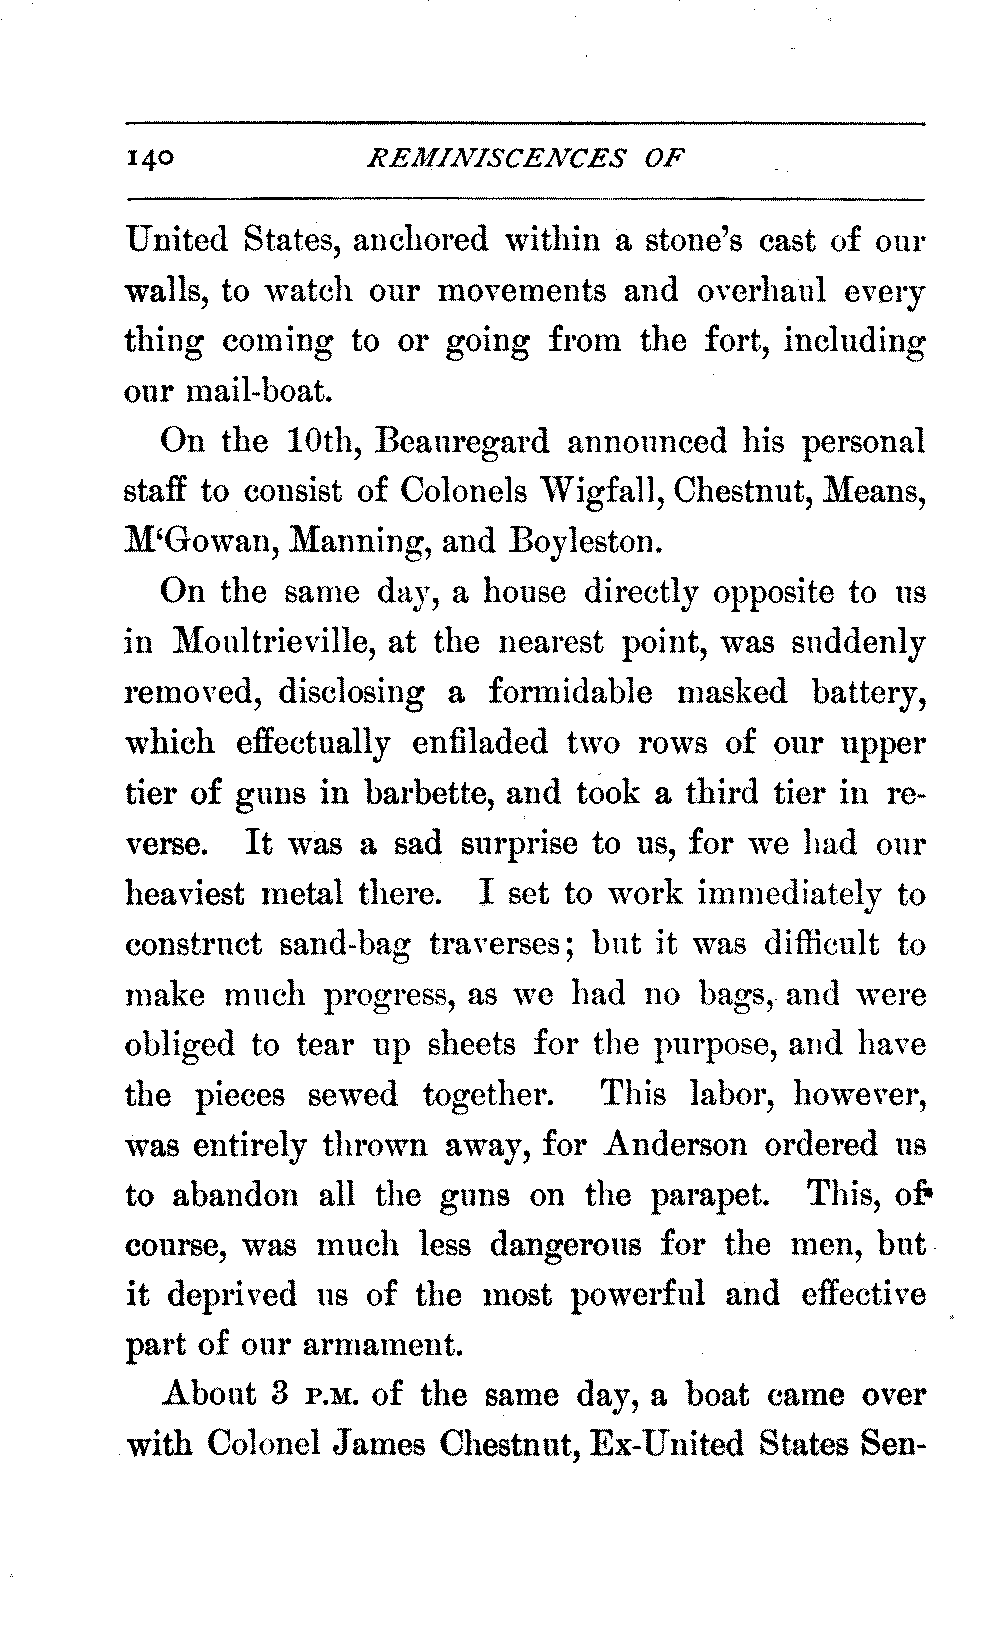 140 REMINISCENCES OF
United States, anchored within a stone's cast of our
walls, to watch our movements and overhaul every
thing coming to or going from the fort, including
our mail-boat.
On the 10th, Beauregard announced his personal
staff to consist of Colonels Wigfall, Chestnut, Means,
M‘Gowan, Manning, and Boyleston.
On the same day, a house directly opposite to us
in Moultrieville, at the nearest point, was suddenly
removed, disclosing a formidable masked battery,
which effectually enfiladed two rows of our upper
tier of guns in barbette, and took a third tier in re-
verse. It was a sad surprise to us, for we had our
heaviest metal there. I set to work immediately to
construct sand-bag traverses; but it was difficult to
make much progress, as we had no bags, and were
obliged to tear up sheets for the purpose, and have
the pieces sewed together. This labor, however,
was entirely thrown away, for Anderson ordered us
to abandon all the guns on the parapet. This, of
course, was much less dangerous for the men, but
it deprived us of the most powerful and effective
part of our armament.
About 3 P.M. of the same day, a boat came over
with Colonel James Chestnut, Ex-United States Sen-